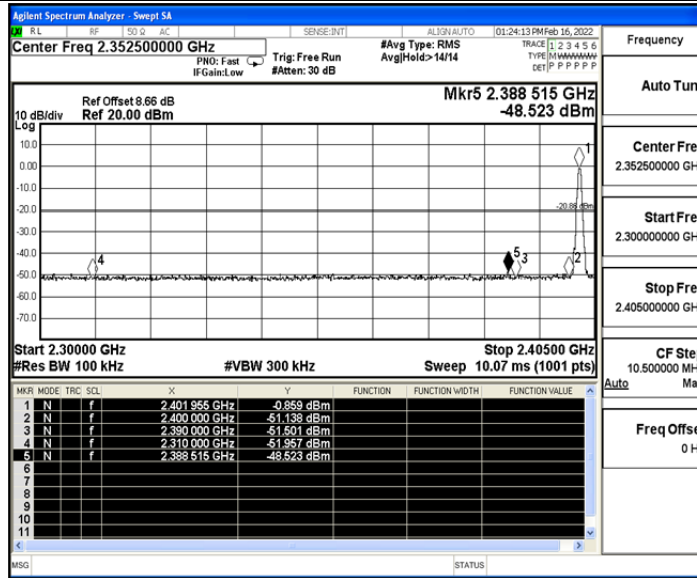 Agilent Spectrum Analyzer - Swept SA
RL RF 50 Ω AC SENSE:INT ALIGNAUTO 01:24:13 PM Feb 16, 2022
Center Freq 2.352500000 GHz
PNO: Fast
IFGain:Low
Trig: Free Run
#Atten: 30 dB
#Avg Type: RMS
Avg|Hold:> 14/14
TRACE 1 2 3 4 5 6
TYPE M W W W W W
DET P P P P P P
Frequency
Ref Offset 8.66 dB
10 dB/div Ref 20.00 dBm
Mkr5 2.388 515 GHz
-48.523 dBm
Log
10.0
0.00
-10.0
-20.0
-30.0
-40.0
-50.0
-60.0
-70.0
-20.86 dBm
1
2
3
4
5
Start 2.30000 GHz Stop 2.40500 GHz
#Res BW 100 kHz #VBW 300 kHz Sweep 10.07 ms (1001 pts)
MKR MODE TRC SCL X Y FUNCTION FUNCTION WIDTH FUNCTION VALUE
1 N f 2.401 955 GHz -0.859 dBm
2 N f 2.400 000 GHz -51.138 dBm
3 N f 2.390 000 GHz -51.501 dBm
4 N f 2.310 000 GHz -51.957 dBm
5 N f 2.388 515 GHz -48.523 dBm
6
7
8
9
10
11
MSG STATUS
Auto Tun
Center Fre
2.352500000 GH
Start Fre
2.300000000 GH
Stop Fre
2.405000000 GH
CF Ste
10.500000 MH
Auto Ma
Freq Offse
0 H